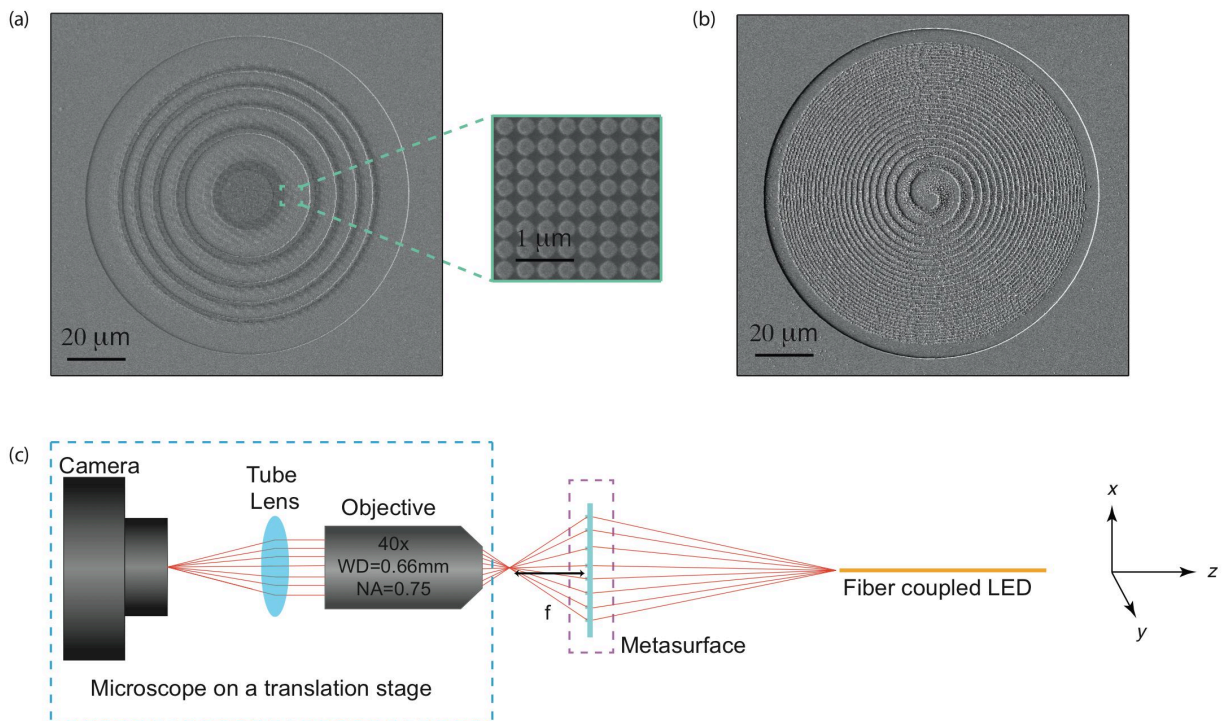 (a)
20 μm
1 μm
(b)
20 μm
(c)
Camera
Tube
Lens
Objective
40x
WD=0.66mm
NA=0.75
f
Metasurface
Fiber coupled LED
Microscope on a translation stage
x
z
y